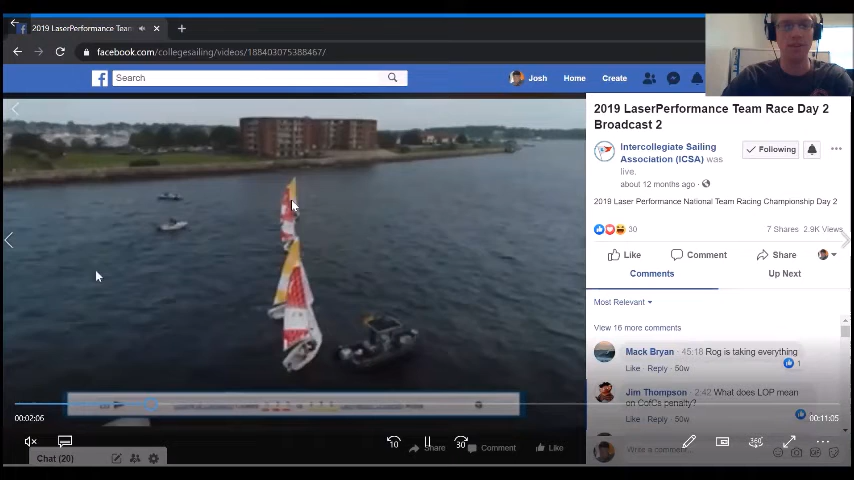 2019 LaserPerformance Team
facebook.com/collegesailing/videos/188403075388467/
Search
Josh
Home
Create
2019 LaserPerformance Team Race Day 2
Broadcast 2
Intercollegiate Sailing
Association (ICSA) was
live.
about 12 months ago
Following
2019 Laser Performance National Team Racing Championship Day 2
30
7 Shares 2.9K Views
Like
Comment
Share
Comments
Up Next
Most Relevant
View 16 more comments
Mack Bryan 45:18 Rog is taking everything
1
Like · Reply · 50w
Jim Thompson 2:42 What does LOP mean
on CofCs penalty?
Like · Reply · 50w
Write a comment...
00:02:06
00:11:05
10
30
360
Share
Comment
Like
Chat (20)